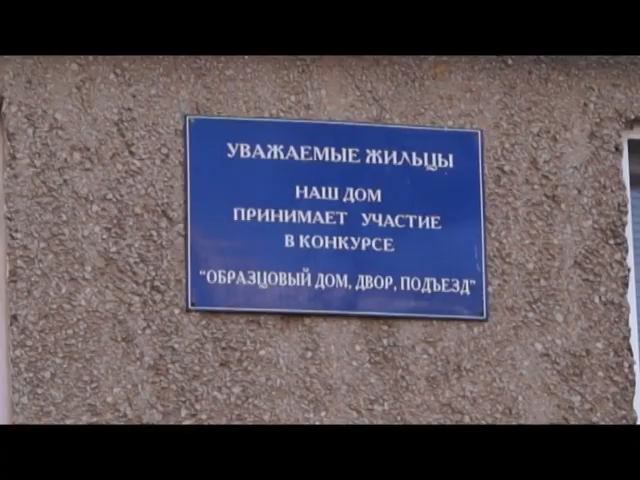 УВАЖАЕМЫЕ ЖИЛЬЦЫ
НАШ ДОМ
ПРИНИМАЕТ УЧАСТИЕ
В КОНКУРСЕ
“ОБРАЗЦОВЫЙ ДОМ, ДВОР, ПОДЪЕЗД”